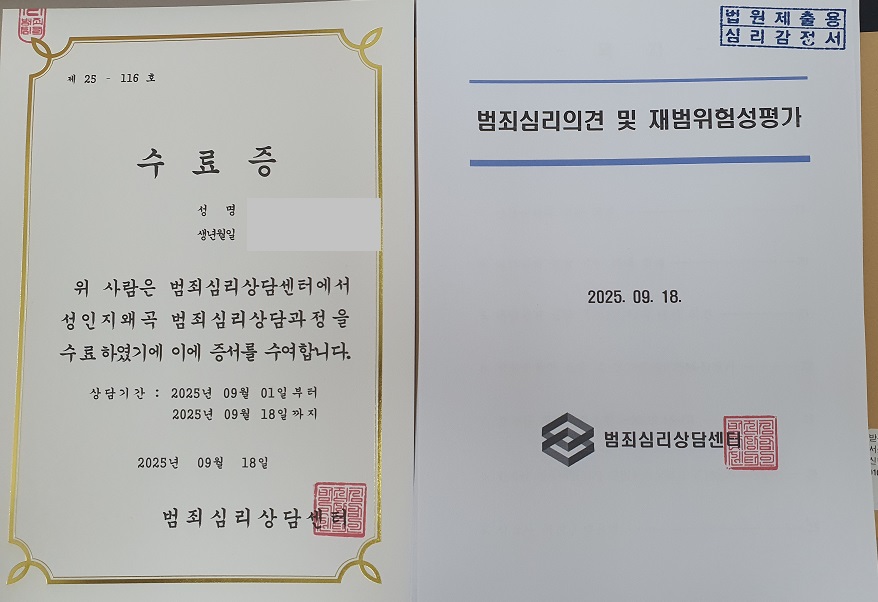 제 25 - 116 호
수 료 증
성 명
생년월일
위 사람은 범죄심리상담센터에서
성인지왜곡 범죄심리상담과정을
수료하였기에 이에 증서를 수여합니다.
상담기간 : 2025년 09월 01일부터
2025년 09월 18일까지
2025년 09월 18일
범죄심리상담센터
법원제출용
심리감정서
범죄심리의견 및 재범위험성평가
2025. 09. 18.
범죄심리상담센터